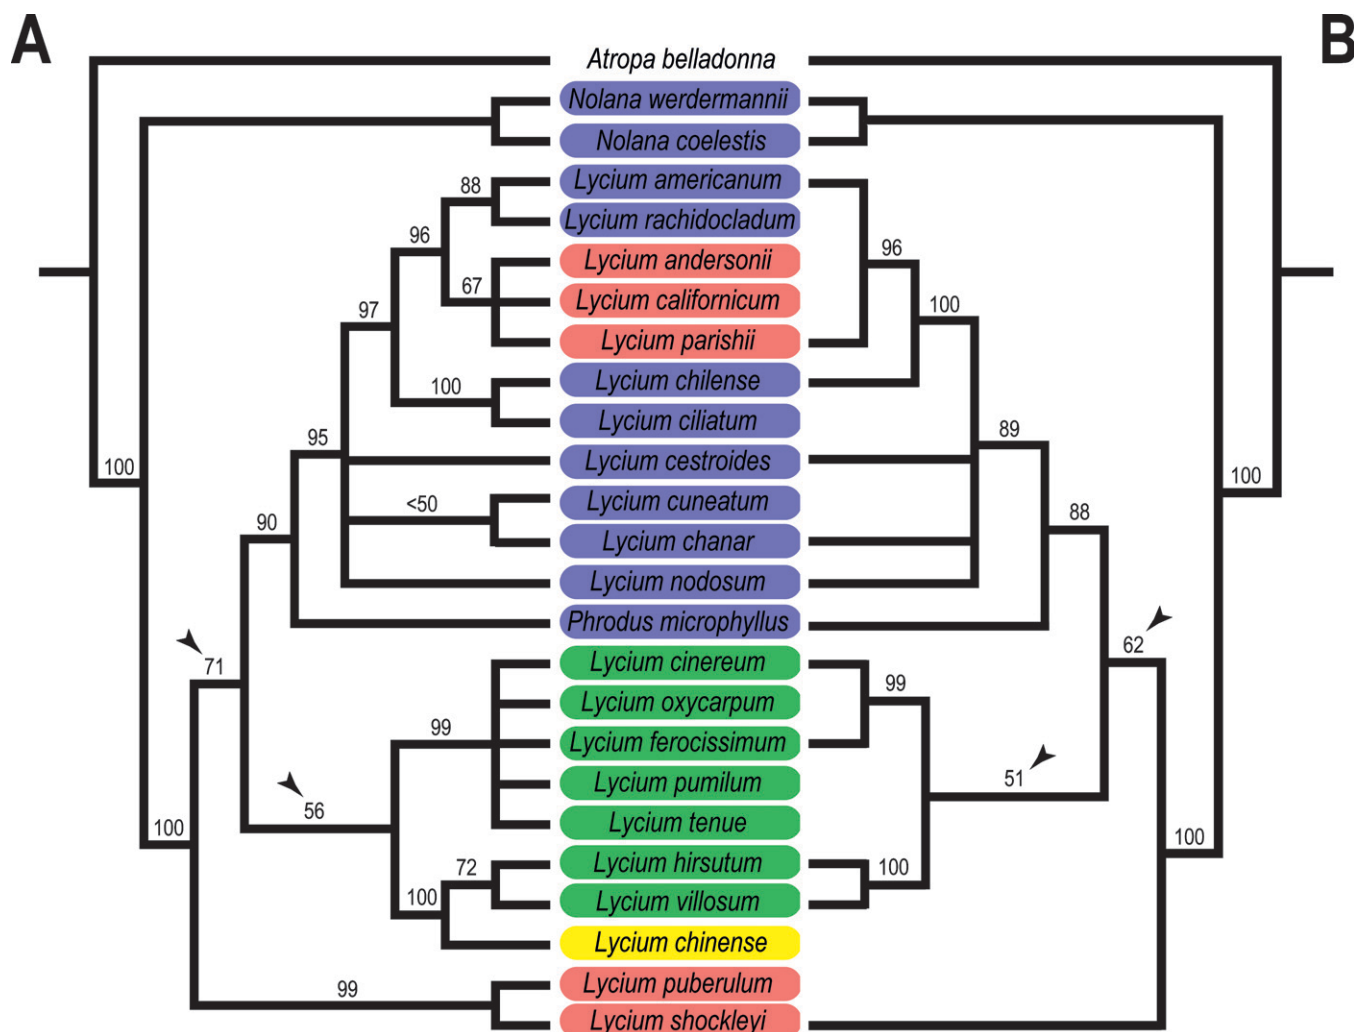 A
B
Atropa belladonna
Nolana werdermannii
Nolana coelestis
Lycium americanum
88
Lycium rachidocladum
96
Lycium andersonii
96
67
Lycium californicum
97
100
Lycium parishii
Lycium chilense
100
Lycium ciliatum
95
89
Lycium cestroides
100
100
<50
Lycium cuneatum
90
88
Lycium chanar
Lycium nodosum
Phrodus microphyllus
71
62
Lycium cinereum
99
Lycium oxycarpum
99
Lycium ferocissimum
51
Lycium pumilum
56
Lycium tenue
100
100
72
Lycium hirsutum
100
100
Lycium villosum
Lycium chinense
99
Lycium puberulum
Lycium shockleyi